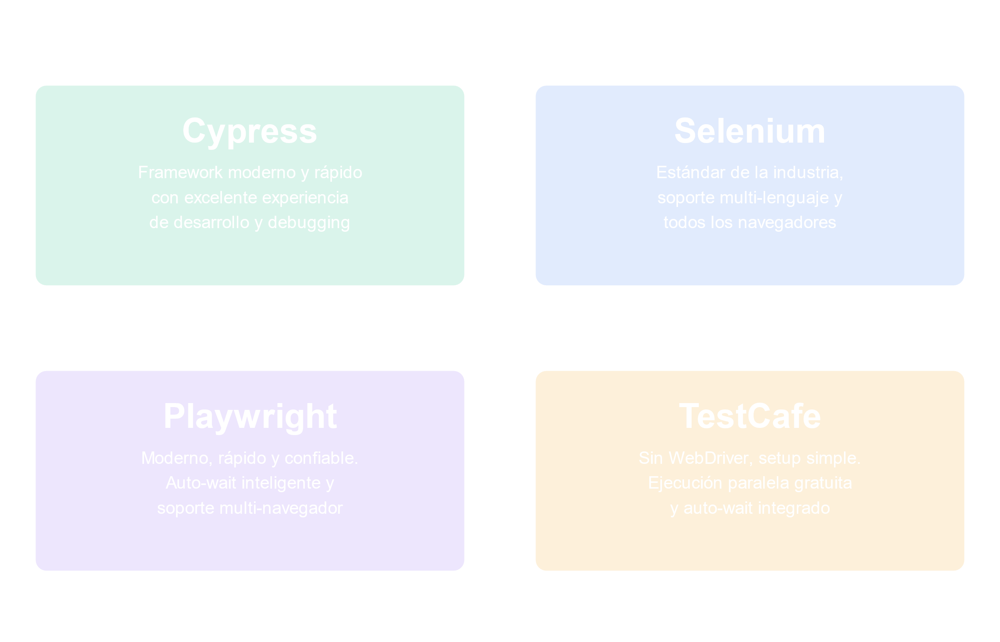 Cypress
Framework moderno y rápido
con excelente experiencia
de desarrollo y debugging
Selenium
Estándar de la industria,
soporte multi-lenguaje y
todos los navegadores
Playwright
Moderno, rápido y confiable.
Auto-wait inteligente y
soporte multi-navegador
TestCafe
Sin WebDriver, setup simple.
Ejecución paralela gratuita
y auto-wait integrado